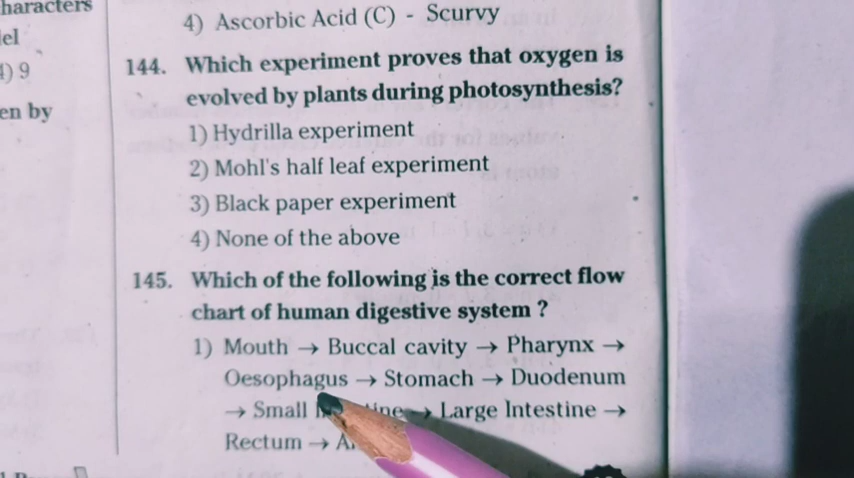 haracters
el
) 9
en by
4) Ascorbic Acid (C) - Scurvy
144. Which experiment proves that oxygen is
evolved by plants during photosynthesis?
1) Hydrilla experiment
2) Mohl's half leaf experiment
3) Black paper experiment
4) None of the above
145. Which of the following is the correct flow
chart of human digestive system ?
1) Mouth → Buccal cavity → Pharynx →
Oesophagus → Stomach → Duodenum
→ Small → Large Intestine →
Rectum →